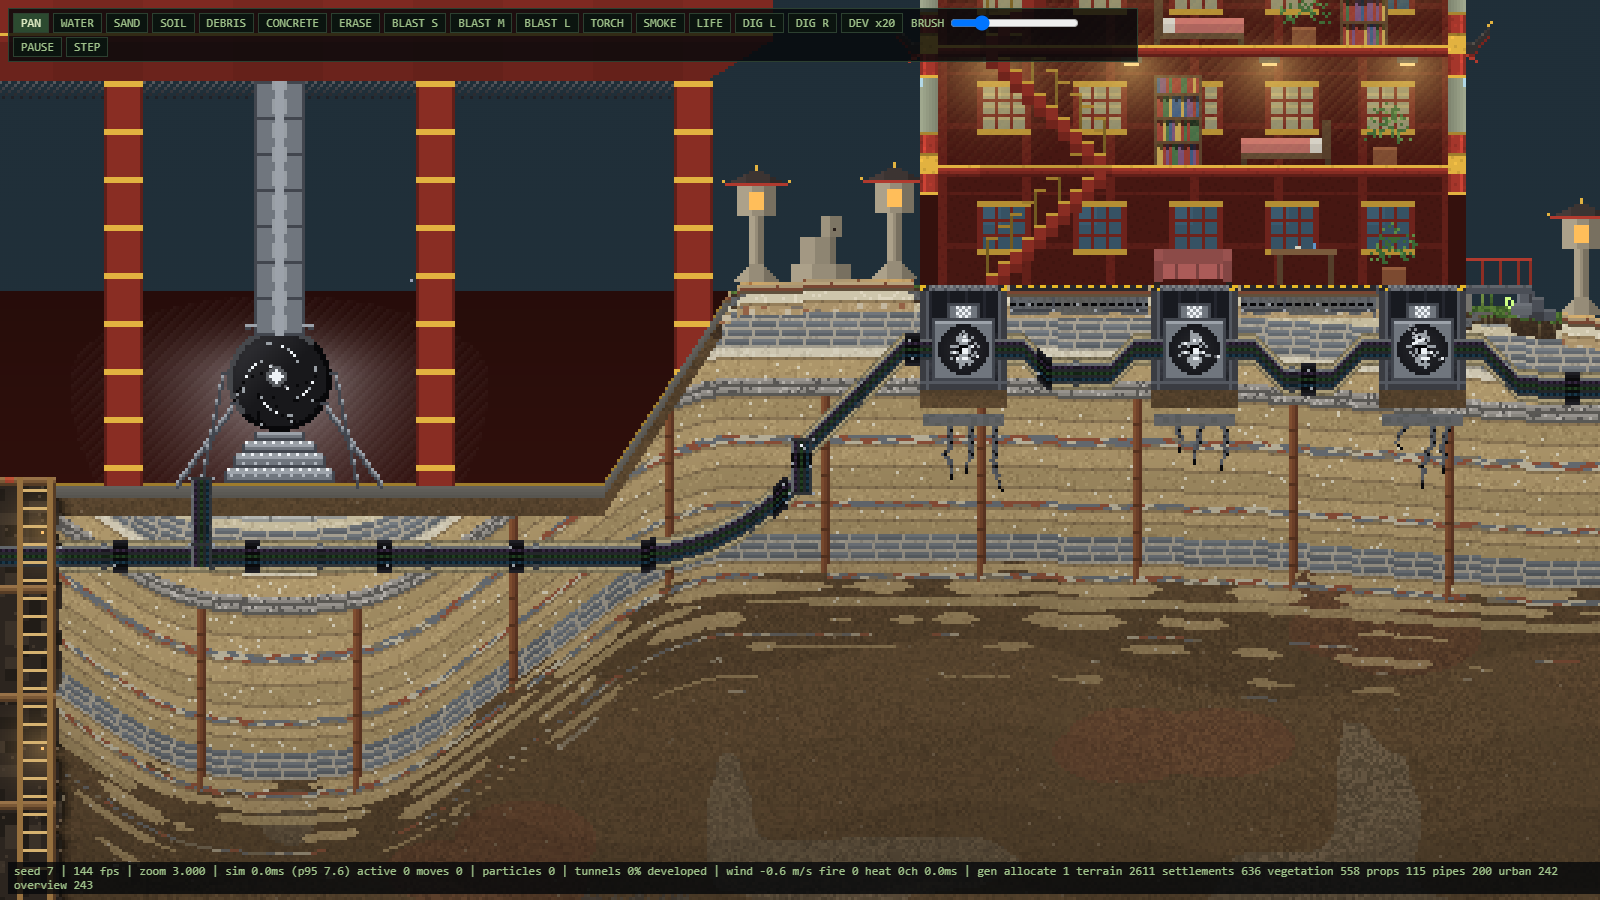 PAN WATER SAND SOIL DEBRIS CONCRETE ERASE BLAST S BLAST M BLAST L TORCH SMOKE LIFE DIG L DIG R DEV x20 BRUSH
PAUSE STEP
seed 7 | 144 fps | zoom 3.000 | sim 0.0ms (p95 7.6) active 0 moves 0 | particles 0 | tunnels 0% developed | wind -0.6 m/s fire 0 heat 0ch 0.0ms | gen allocate 1 terrain 2611 settlements 636 vegetation 558 props 115 pipes 200 urban 242
overview 243